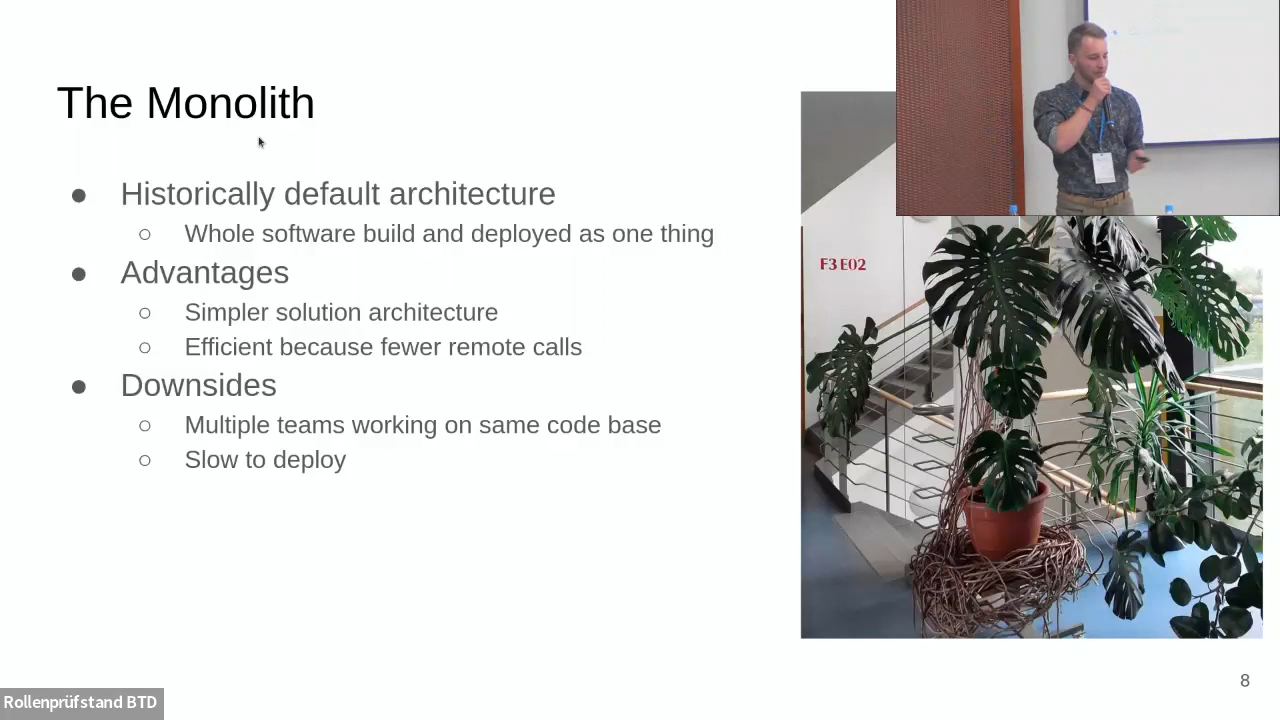 The Monolith
● Historically default architecture
○ Whole software build and deployed as one thing
● Advantages
○ Simpler solution architecture
○ Efficient because fewer remote calls
● Downsides
○ Multiple teams working on same code base
○ Slow to deploy
F3 E02
8
Rollenprüfstand BTD